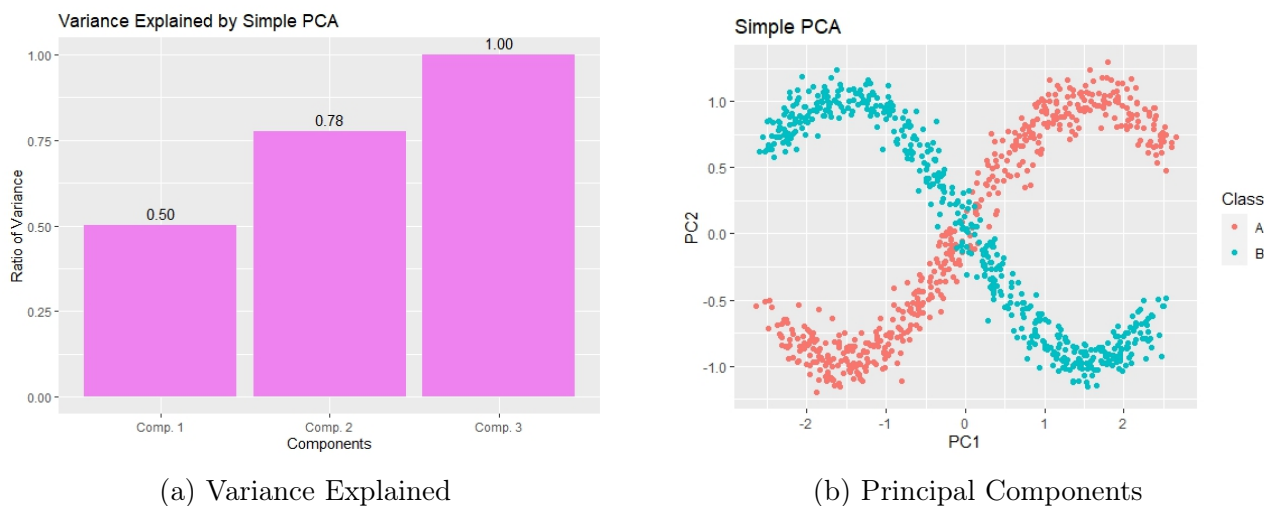 Variance Explained by Simple PCA
1.00
0.78
0.50
1.00
0.75
0.50
0.25
0.00
Ratio of Variance
Comp. 1
Comp. 2
Comp. 3
Components
(a) Variance Explained
Simple PCA
1.0
0.5
0.0
-0.5
-1.0
PC2
-2
-1
0
1
2
PC1
Class
A
B
(b) Principal Components